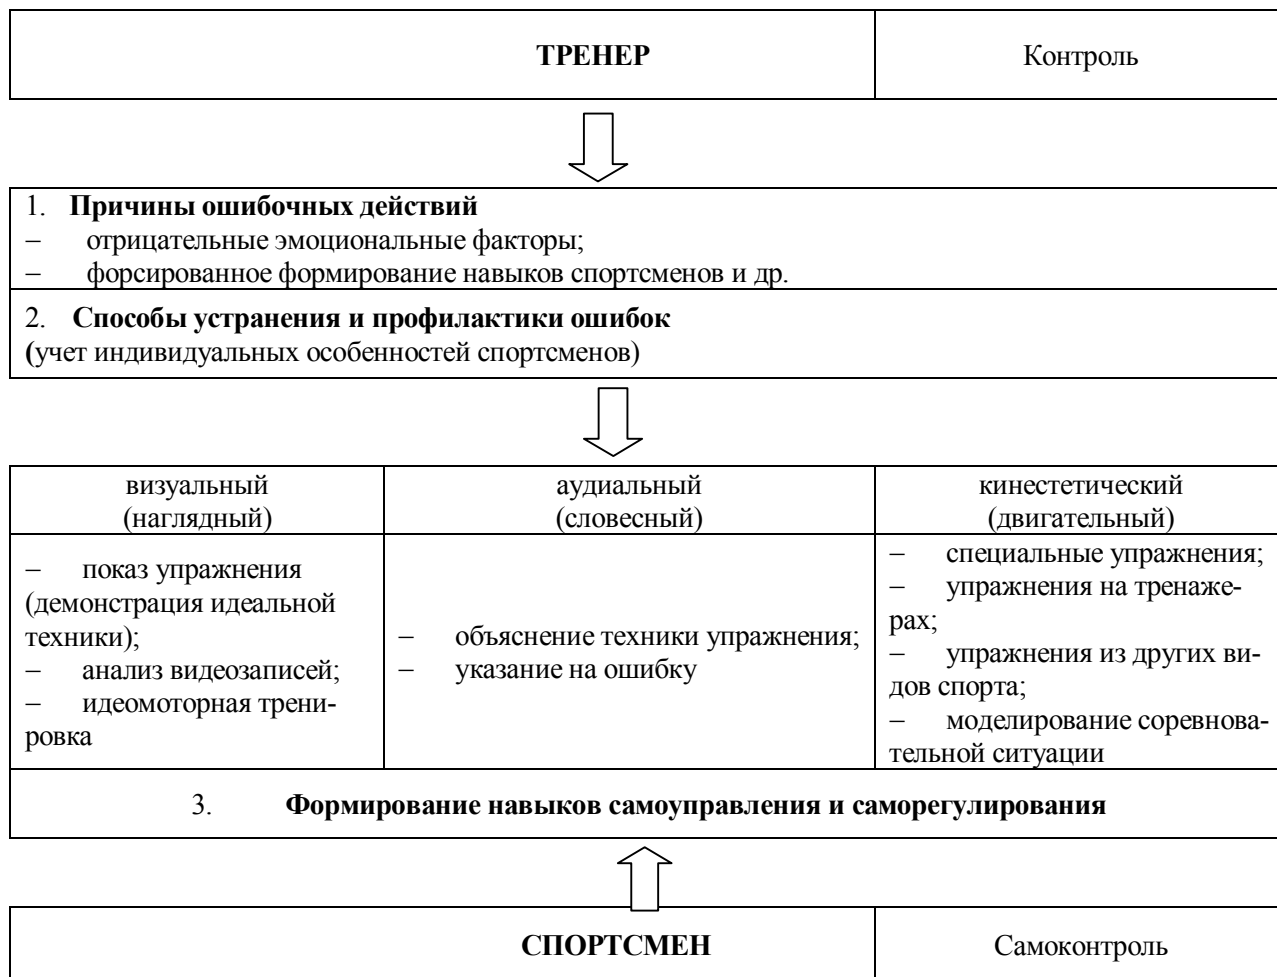 ТРЕНЕР
Контроль
1. Причины ошибочных действий
– отрицательные эмоциональные факторы;
– форсированное формирование навыков спортсменов и др.
2. Способы устранения и профилактики ошибок
(учет индивидуальных особенностей спортсменов)
визуальный
(наглядный)
аудиальный
(словесный)
кинестетический
(двигательный)
– показ упражнения
(демонстрация идеальной
техники);
– анализ видеозаписей;
– идеомоторная трени-
ровка
– объяснение техники упражнения;
– указание на ошибку
– специальные упражнения;
– упражнения на тренаже-
рах;
– упражнения из других ви-
дов спорта;
– моделирование соревнова-
тельной ситуации
3. Формирование навыков самоуправления и саморегулирования
СПОРТСМЕН
Самоконтроль